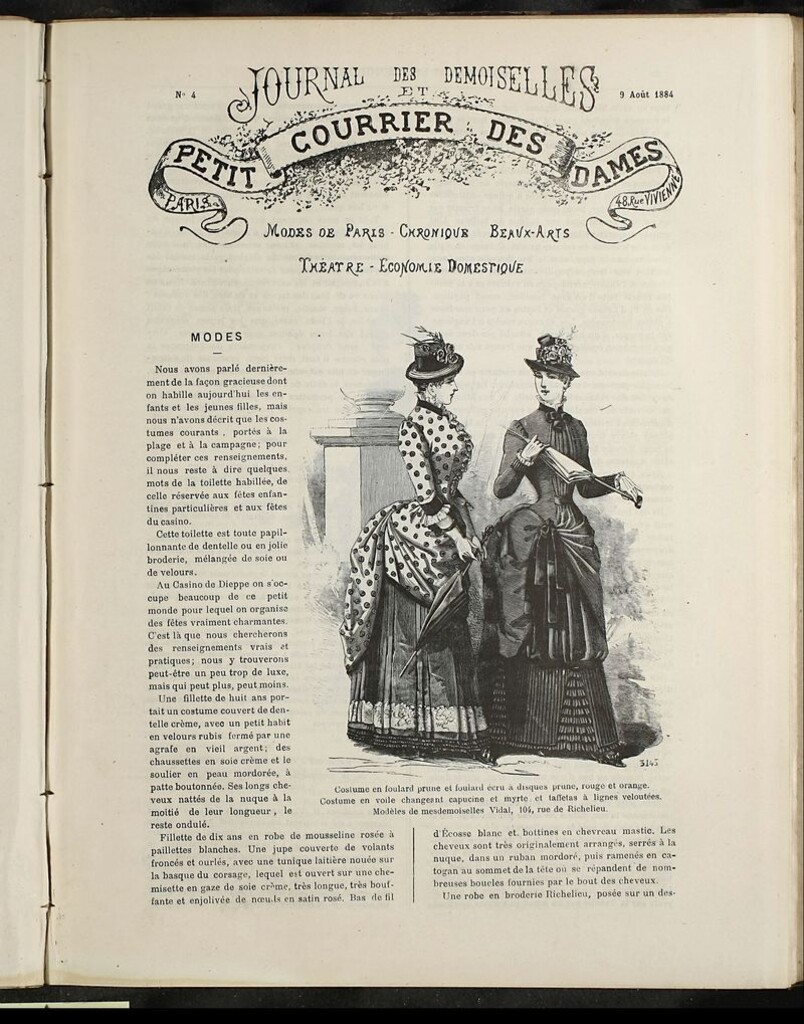 N° 4
JOURNAL DES DEMOISELLES
9 Août 1884
ET
PETIT COURRIER DES DAMES
PARIS
48. Rue VIVIENNE
MODES DE PARIS - CHRONIQUE BEAUX-ARTS
THÉATRE - ECONOMIE DOMESTIQUE
MODES
Nous avons parlé dernière-
ment de la façon gracieuse dont
on habille aujourd'hui les en-
fants et les jeunes filles, mais
nous n'avons décrit que les cos-
tumes courants, portés à la
plage et à la campagne; pour
compléter ces renseignements,
il nous reste à dire quelques
mots de la toilette habillée, de
celle réservée aux fêtes enfan-
tines particulières et aux fêtes
du casino.
Cette toilette est toute papil-
lonnante de dentelle ou en jolie
broderie, mélangée de soie ou
de velours.
Au Casino de Dieppe on s'oc-
cupe beaucoup de ce petit
monde pour lequel on organise
des fêtes vraiment charmantes.
C'est là que nous chercherons
des renseignements vrais et
pratiques; nous y trouverons
peut-être un peu trop de luxe,
mais qui peut plus, peut moins.
Une fillette de huit ans por-
tait un costume couvert de den-
telle crème, avec un petit habit
en velours rubis fermé par une
agrafe en vieil argent; des
chaussettes en soie crème et le
soulier en peau mordorée, à
patte boutonnée. Ses longs che-
veux nattés de la nuque à la
moitié de leur longueur, le
reste ondulé.
3145
Costume en foulard prune et foulard écru à disques prune, rouge et orange.
Costume en voile changeant capucine et myrte et taffetas à lignes veloutées.
Modèles de mesdemoiselles Vidal, 104, rue de Richelieu.
Fillette de dix ans en robe de mousseline rosée à
paillettes blanches. Une jupe couverte de volants
froncés et ourlés, avec une tunique laitière nouée sur
la basque du corsage, lequel est ouvert sur une che-
misette en gaze de soie crème, très longue, très bouf-
fante et enjolivée de nœuds en satin rosé. Bas de fil
d'Écosse blanc et bottines en chevreau mastic. Les
cheveux sont très originalement arrangés, serrés à la
nuque, dans un ruban mordoré, puis ramenés en ca-
togan au sommet de la tête où se répandent de nom-
breuses boucles fournies par le bout des cheveux.
Une robe en broderie Richelieu, posée sur un des-